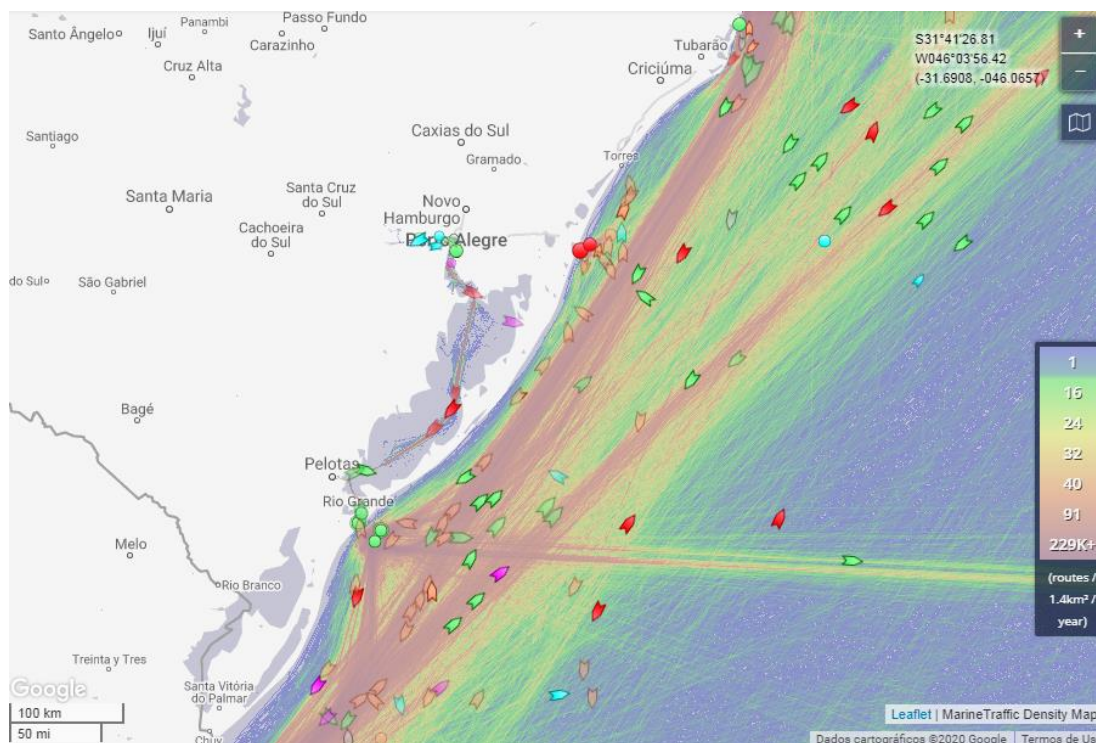 Santo Ângelo
Ijuí
Panambi
Passo Fundo
Carazinho
Cruz Alta
Tubarão
Criciúma
S31°41'26.81
W046°03'56.42
(-31.6908, -046.0657)
+
−
Santiago
Caxias do Sul
Gramado
Torres
Santa Maria
Santa Cruz
do Sul
Novo
Hamburgo
Cachoeira
do Sul
Alegre
do Sul
São Gabriel
Bagé
Pelotas
Rio Grande
Melo
Rio Branco
Treinta y Tres
Santa Vitória
do Palmar
Chuy
1
16
24
32
40
91
229K+
(routes /
1.4km² /
year)
Google
100 km
50 mi
Leaflet | MarineTraffic Density Map
Dados cartográficos ©2020 Google
Termos de Us